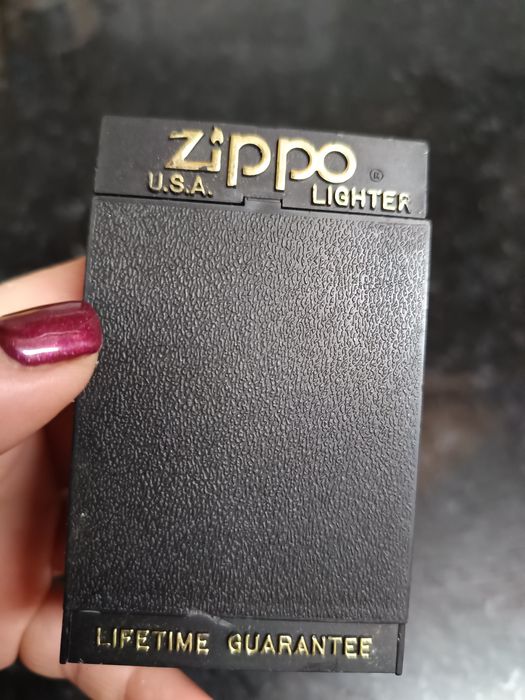 Zippo ®
U.S.A. LIGHTER
LIFETIME GUARANTEE